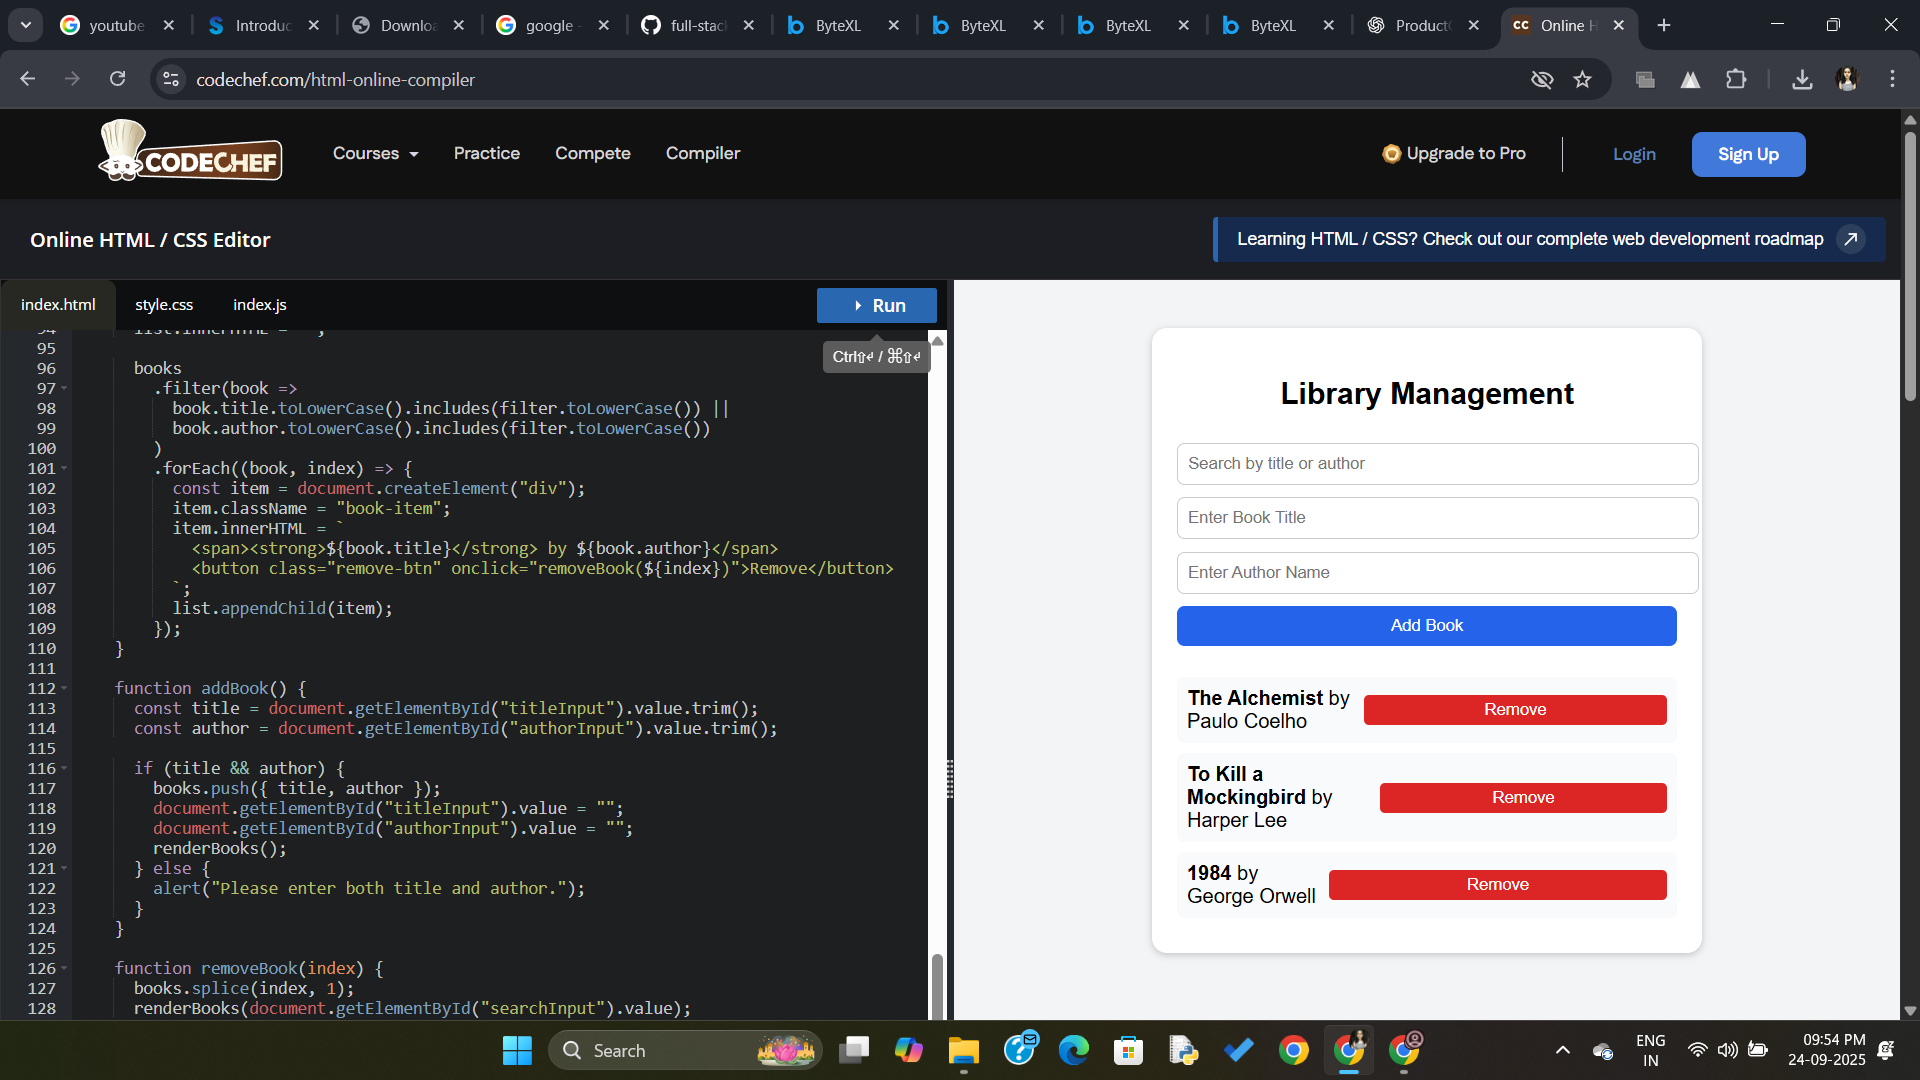 youtube
Introduc
Downloa
google -
full-stac
ByteXL
ByteXL
ByteXL
ByteXL
Product
CC Online H
codechef.com/html-online-compiler
CODECHEF
Courses
Practice
Compete
Compiler
Upgrade to Pro
Login
Sign Up
Online HTML / CSS Editor
Learning HTML / CSS? Check out our complete web development roadmap
index.html
style.css
index.js
Run
Ctrl⇧⏎ / ⌘⇧⏎
94 list.innerHTML = "";
95
96 books
97 .filter(book =>
98 book.title.toLowerCase().includes(filter.toLowerCase()) ||
99 book.author.toLowerCase().includes(filter.toLowerCase())
100 )
101 .forEach((book, index) => {
102 const item = document.createElement("div");
103 item.className = "book-item";
104 item.innerHTML = `
105 <span><strong>${book.title}</strong> by ${book.author}</span>
106 <button class="remove-btn" onclick="removeBook(${index})">Remove</button>
107 `;
108 list.appendChild(item);
109 });
110 }
111
112 function addBook() {
113 const title = document.getElementById("titleInput").value.trim();
114 const author = document.getElementById("authorInput").value.trim();
115
116 if (title && author) {
117 books.push({ title, author });
118 document.getElementById("titleInput").value = "";
119 document.getElementById("authorInput").value = "";
120 renderBooks();
121 } else {
122 alert("Please enter both title and author.");
123 }
124 }
125
126 function removeBook(index) {
127 books.splice(index, 1);
128 renderBooks(document.getElementById("searchInput").value);
Library Management
Search by title or author
Enter Book Title
Enter Author Name
Add Book
The Alchemist by
Paulo Coelho
Remove
To Kill a
Mockingbird by
Harper Lee
Remove
1984 by
George Orwell
Remove
Search
ENG
IN
09:54 PM
24-09-2025